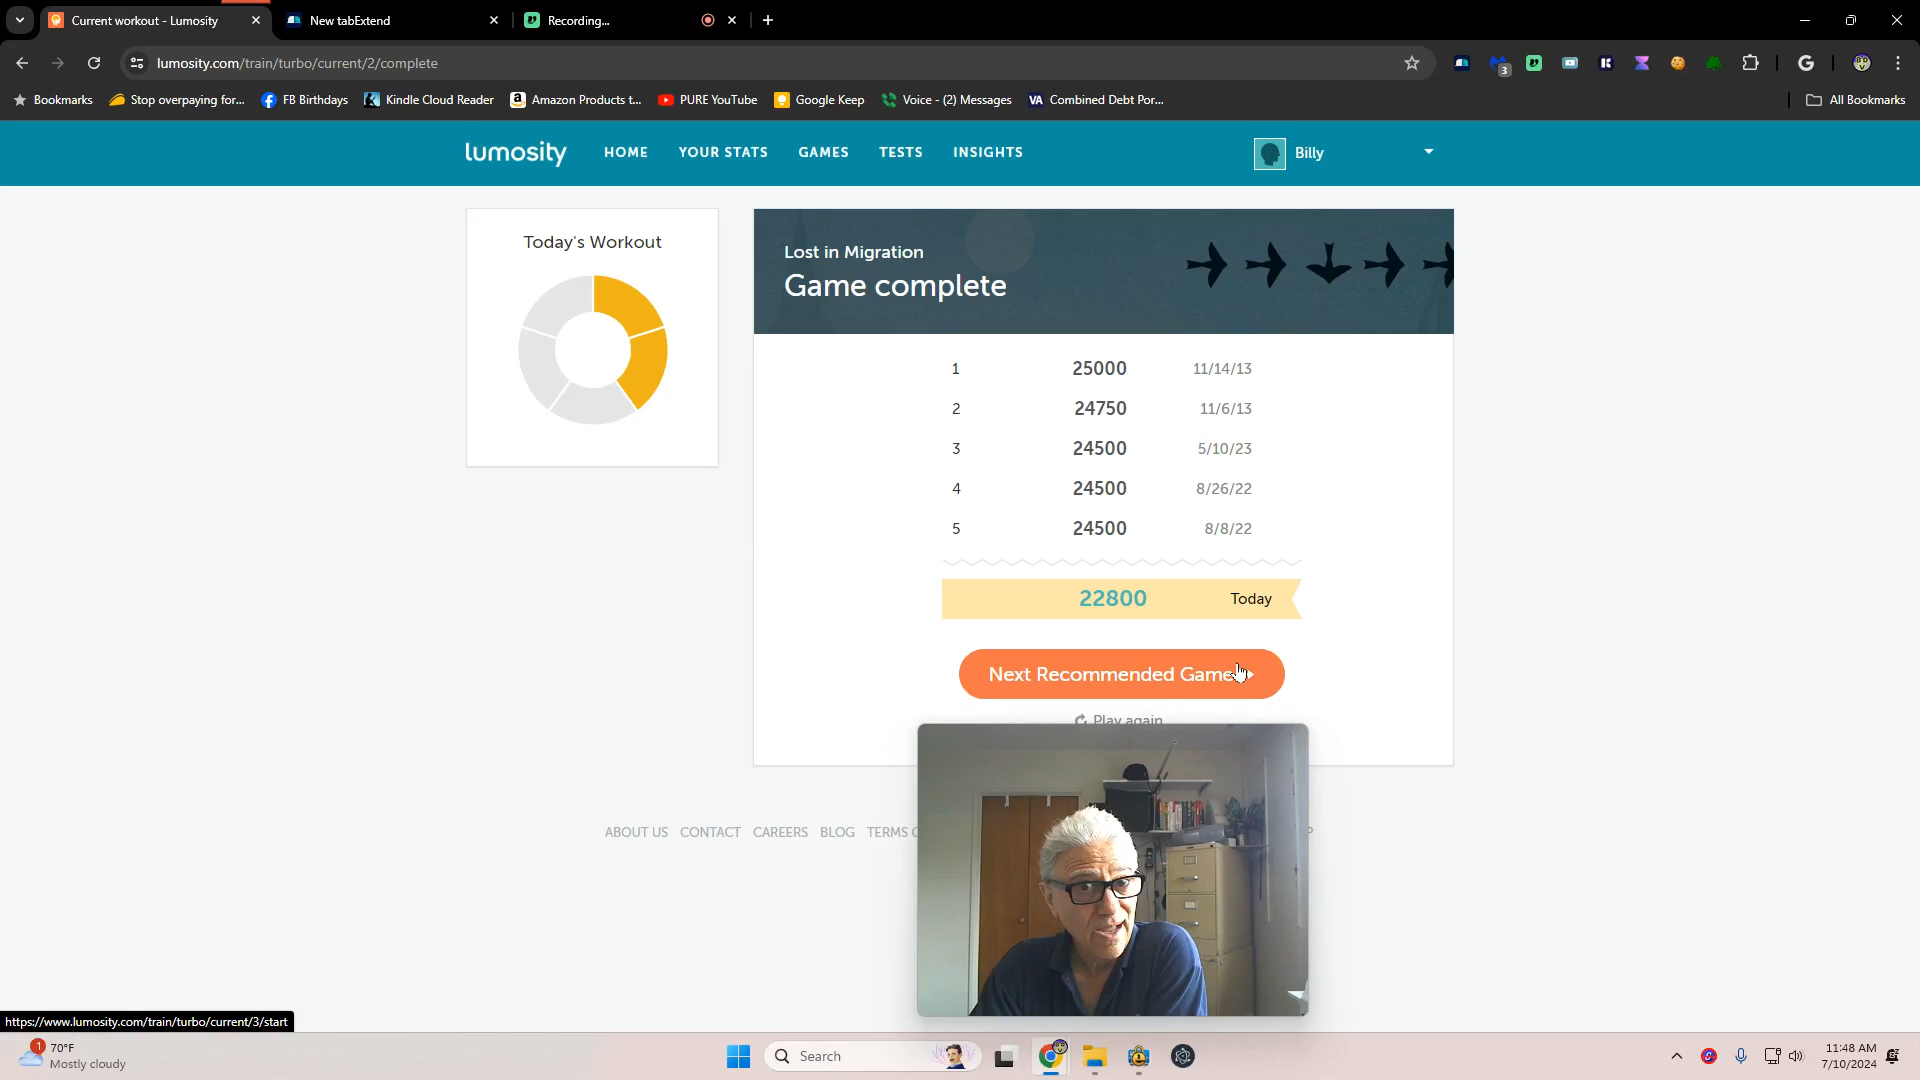 Current workout - Lumosity
New tabExtend
Recording...
lumosity.com/train/turbo/current/2/complete
3
G
Bookmarks
Stop overpaying for...
FB Birthdays
Kindle Cloud Reader
Amazon Products t...
PURE YouTube
Google Keep
Voice - (2) Messages
VA Combined Debt Por...
All Bookmarks
lumosity
HOME
YOUR STATS
GAMES
TESTS
INSIGHTS
Billy
Today's Workout
Lost in Migration
Game complete
1 25000 11/14/13
2 24750 11/6/13
3 24500 5/10/23
4 24500 8/26/22
5 24500 8/8/22
22800 Today
Next Recommended Game
Play again
ABOUT US CONTACT CAREERS BLOG TERMS
https://www.lumosity.com/train/turbo/current/3/start
1
70°F
Mostly cloudy
Search
11:48 AM
7/10/2024